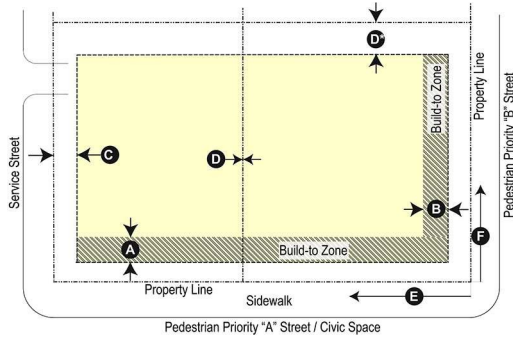 D*
Build-to Zone
Property Line
Pedestrian Priority "B" Street
Service Street
C
D
B
F
A
Build-to Zone
Property Line
E
Sidewalk
Pedestrian Priority "A" Street / Civic Space